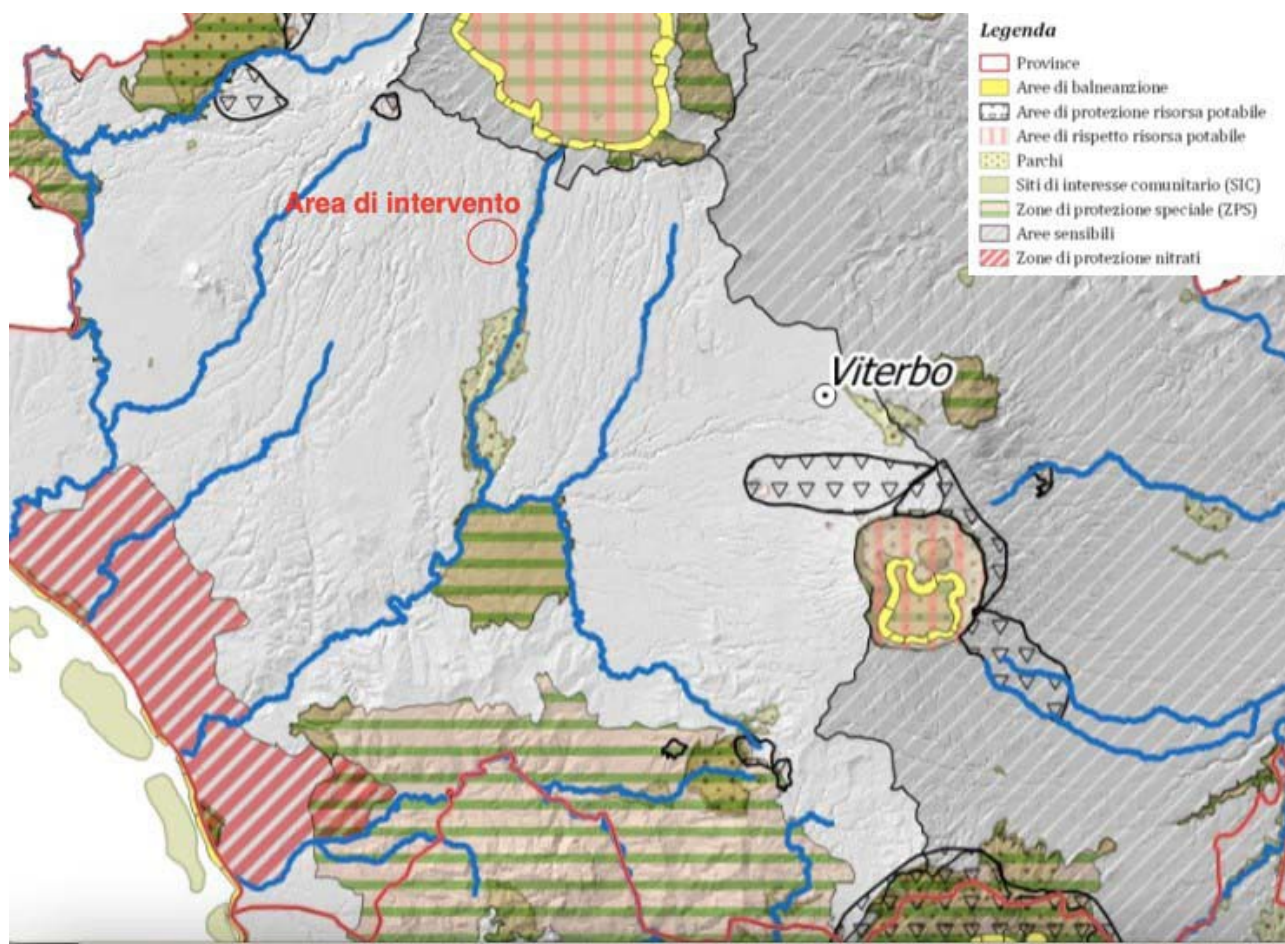 Legenda
Province
Aree di balneanzione
Aree di protezione risorsa potabile
Aree di rispetto risorsa potabile
Parchi
Siti di interesse comunitario (SIC)
Zone di protezione speciale (ZPS)
Aree sensibili
Zone di protezione nitrati
Area di intervento
Viterbo